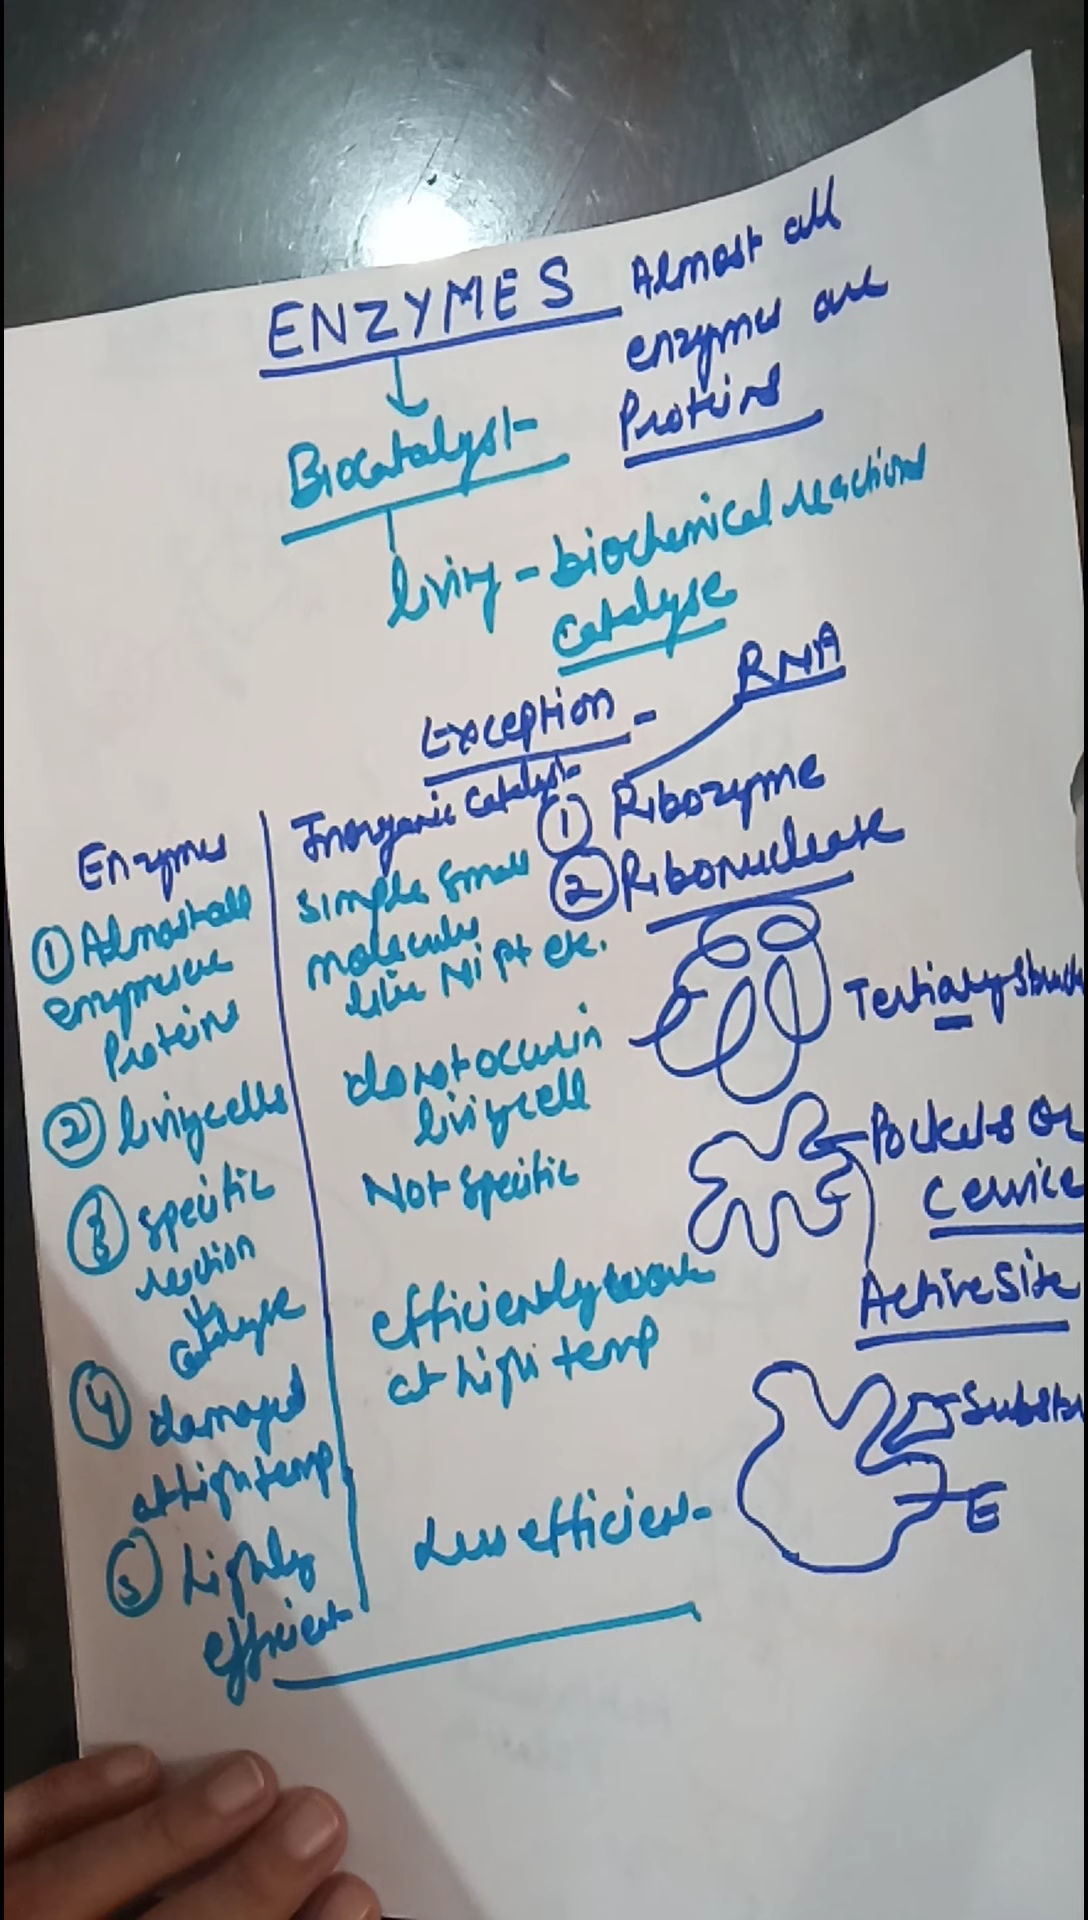 ENZYMES
Almost all
enzymes are
Proteins
Biocatalyst
living - biochemical reactions
catalyse
Exception -
RNA
① Ribozyme
② Ribonuclease
Enzymes
① Almost all
enzymes are
Proteins
② living cells
③ specific
reaction
catalyse
④ damaged
at high temp
⑤ highly
efficient
Inorganic Catalyst
simple small
molecules
like Ni Pt etc.
do not occur in
living cell
Not specific
efficiently work
at high temp
Less efficient
Tertiary struc
Pockets or
Cervice
Active Site
Substr
E